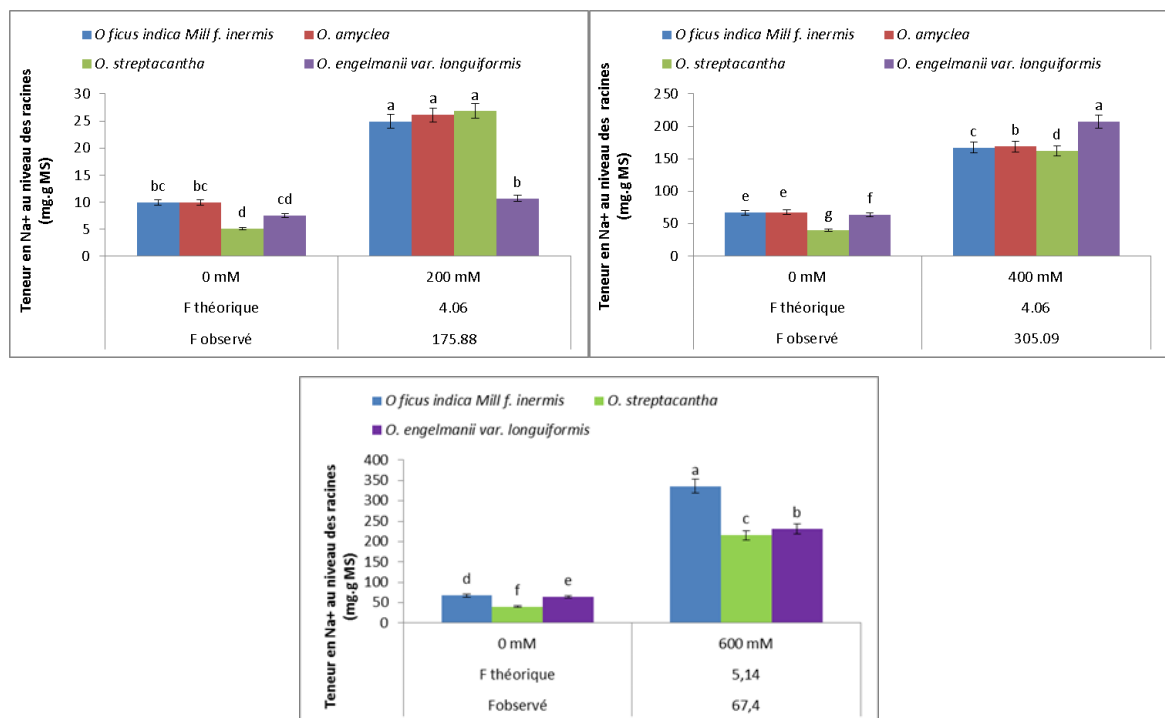 O ficus indica Mill f. inermis
O. amyclea
O. streptacantha
O. engelmanii var. longuiformis
Teneur en Na+ au niveau des racines
(mg.g MS)
30
25
20
15
10
5
0
bc
bc
d
cd
a
a
a
b
0 mM
200 mM
F théorique
4.06
F observé
175.88
O ficus indica Mill f. inermis
O. amyclea
O. streptacantha
O. engelmanii var. longuiformis
Teneur en Na+ au niveau des racines
(mg.g MS)
250
200
150
100
50
0
e
e
g
f
c
b
d
a
0 mM
400 mM
F théorique
4.06
F observé
305.09
O ficus indica Mill f. inermis
O. streptacantha
O. engelmanii var. longuiformis
Teneur en Na+ au niveau des racines
(mg.g MS)
400
350
300
250
200
150
100
50
0
d
f
e
a
c
b
0 mM
600 mM
F théorique
5,14
Fobservé
67,4